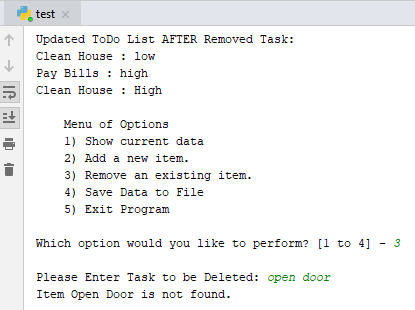 test
Updated ToDo List AFTER Removed Task:
Clean House : low
Pay Bills : high
Clean House : High
Menu of Options
1) Show current data
2) Add a new item.
3) Remove an existing item.
4) Save Data to File
5) Exit Program
Which option would you like to perform? [1 to 4] - 3
Please Enter Task to be Deleted: open door
Item Open Door is not found.